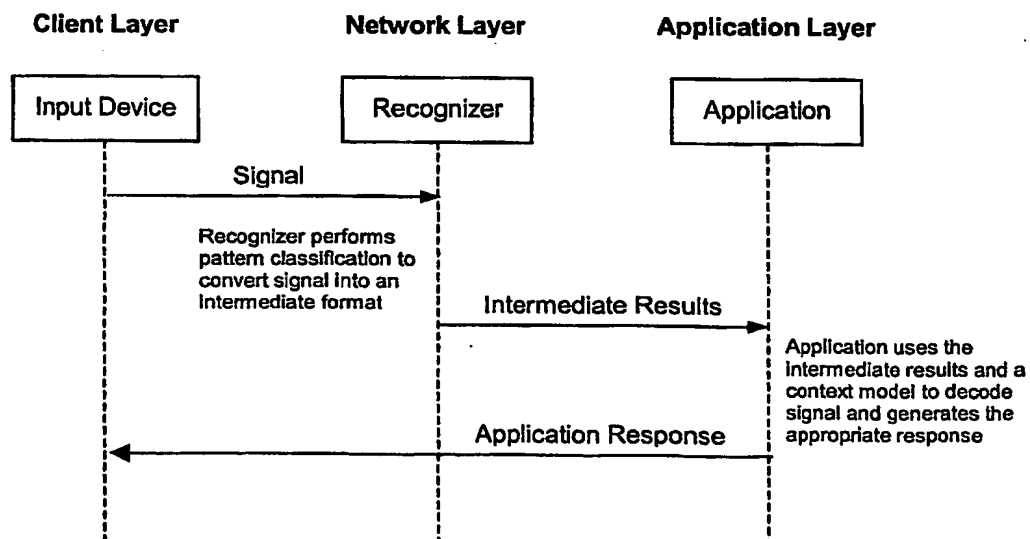 Client Layer
Network Layer
Application Layer
Input Device
Recognizer
Application
Signal
Recognizer performs
pattern classification to
convert signal into an
intermediate format
Intermediate Results
Application uses the
intermediate results and a
context model to decode
signal and generates the
appropriate response
Application Response